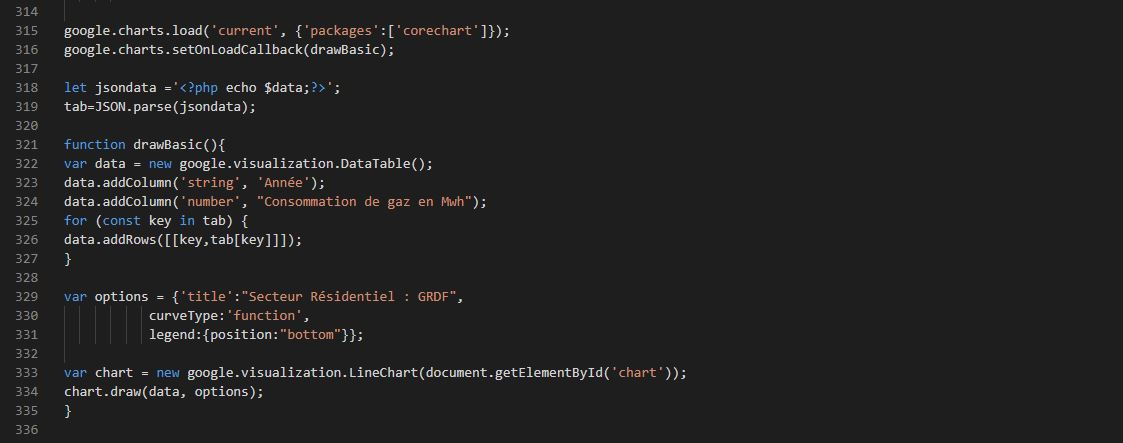 314
315 google.charts.load('current', {'packages':['corechart']});
316 google.charts.setOnLoadCallback(drawBasic);
317
318 let jsondata ='<?php echo $data;?>';
319 tab=JSON.parse(jsondata);
320
321 function drawBasic(){
322 var data = new google.visualization.DataTable();
323 data.addColumn('string', 'Année');
324 data.addColumn('number', "Consommation de gaz en Mwh");
325 for (const key in tab) {
326 data.addRows([[key,tab[key]]]);
327 }
328
329 var options = {'title':"Secteur Résidentiel : GRDF",
330 curveType:'function',
331 legend:{position:"bottom"}};
332
333 var chart = new google.visualization.LineChart(document.getElementById('chart'));
334 chart.draw(data, options);
335 }
336